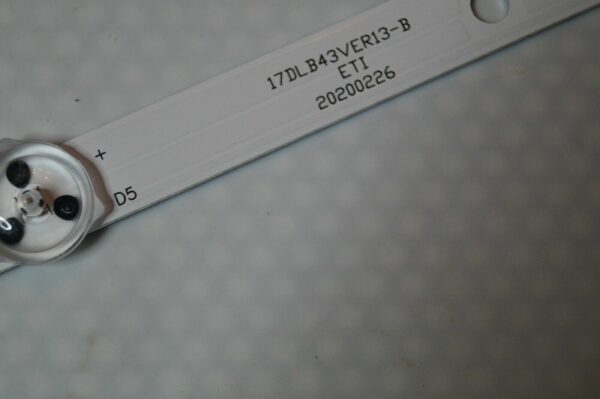 17DLB43VER13-B
ETI
20200226
+
D5